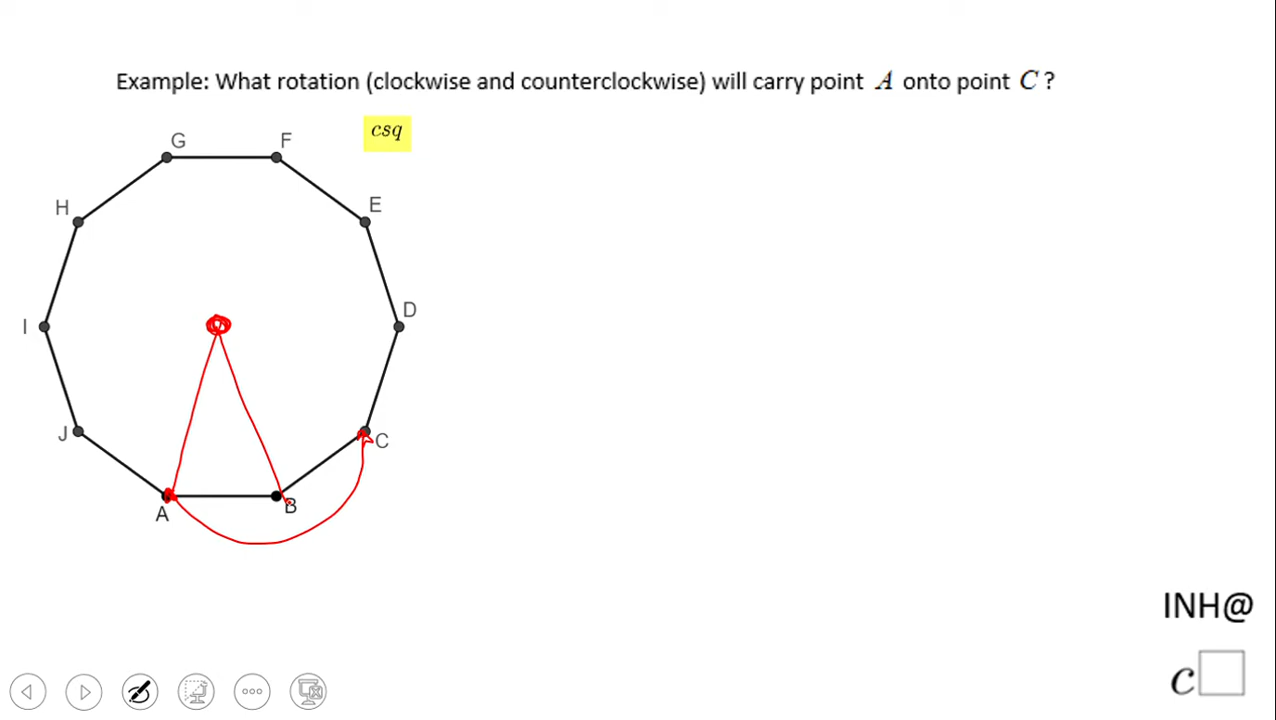 Example: What rotation (clockwise and counterclockwise) will carry point A onto point C ?
csq
G
F
H
E
I
D
J
C
A
B
INH@
c